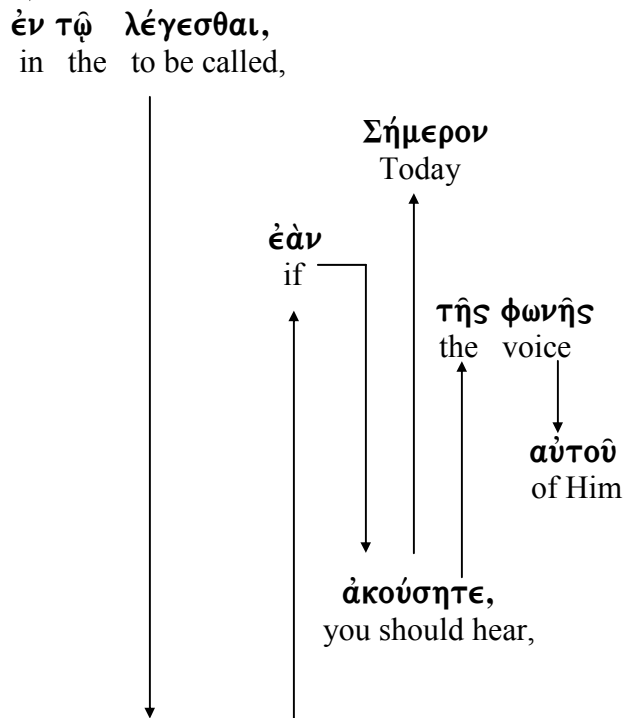 ἐν τῷ λέγεσθαι,
in the to be called,
Σήμερον
Today
ἐὰν
if
τῆς φωνῆς
the voice
αὐτοῦ
of Him
ἀκούσητε,
you should hear,